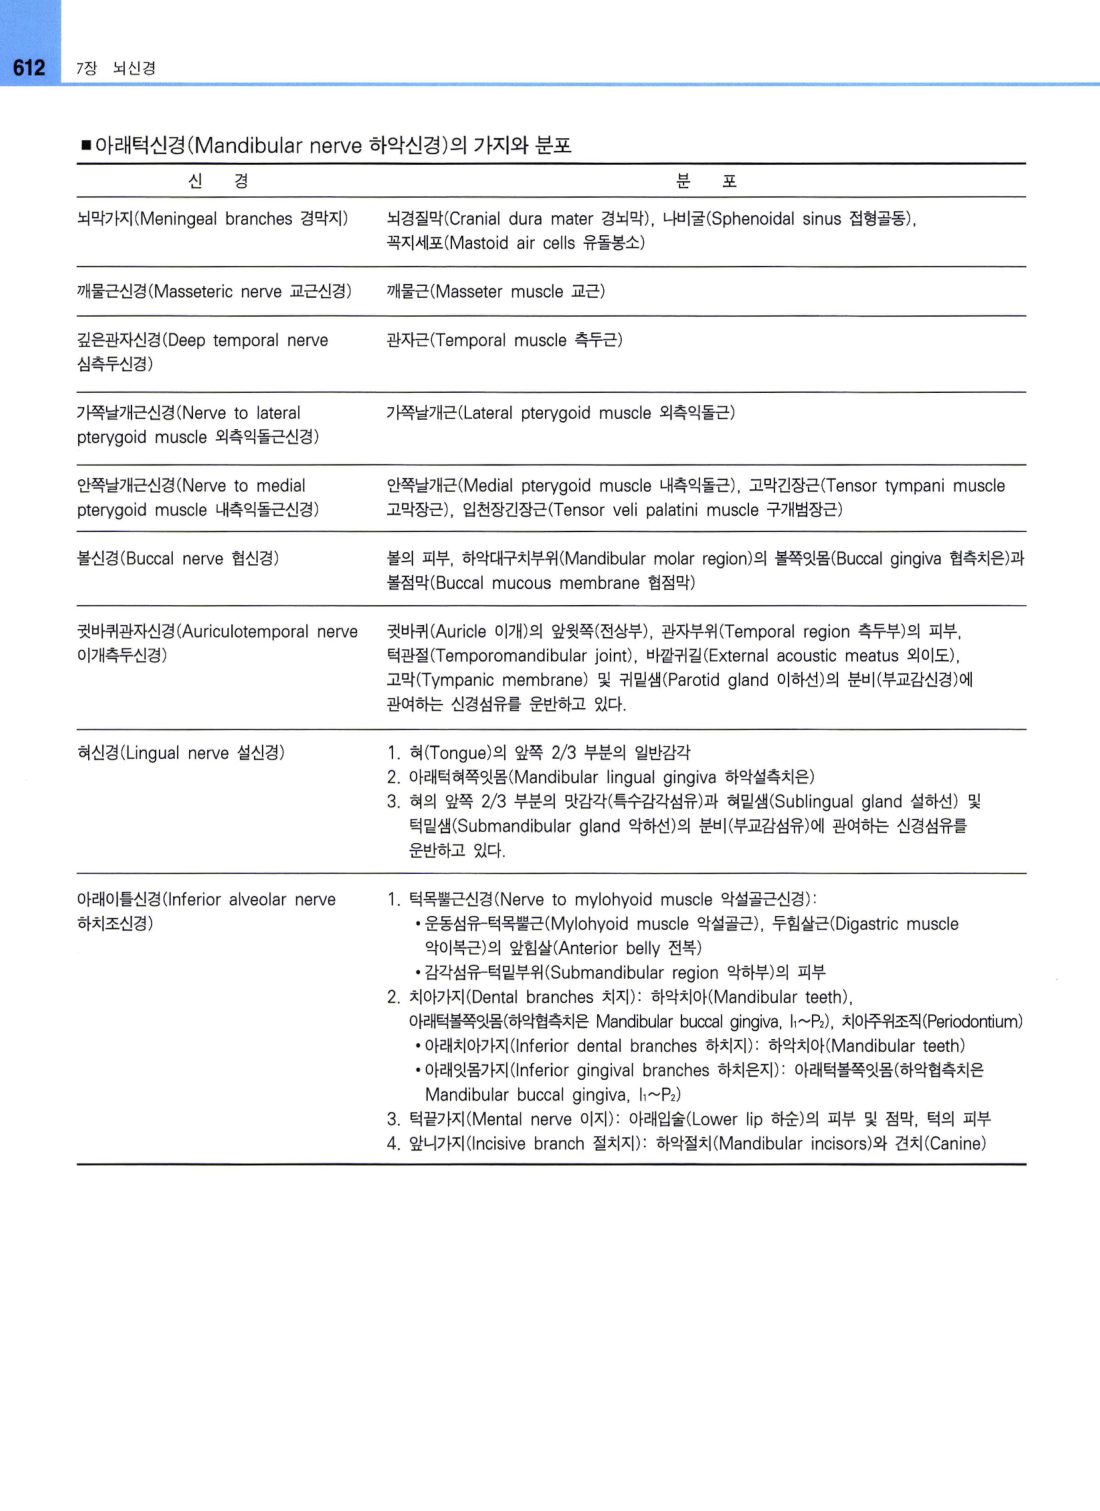 612 7장 뇌신경
■ 아래턱신경(Mandibular nerve 하악신경)의 가지와 분포
신 경 분 포
뇌막가지(Meningeal branches 경막지) 뇌경질막(Cranial dura mater 경뇌막), 나비굴(Sphenoidal sinus 접형골동),
꼭지세포(Mastoid air cells 유돌봉소)
깨물근신경(Masseteric nerve 교근신경) 깨물근(Masseter muscle 교근)
깊은관자신경(Deep temporal nerve 관자근(Temporal muscle 측두근)
심측두신경)
가쪽날개근신경(Nerve to lateral 가쪽날개근(Lateral pterygoid muscle 외측익돌근)
pterygoid muscle 외측익돌근신경)
안쪽날개근신경(Nerve to medial 안쪽날개근(Medial pterygoid muscle 내측익돌근), 고막긴장근(Tensor tympani muscle
pterygoid muscle 내측익돌근신경) 고막장근), 입천장긴장근(Tensor veli palatini muscle 구개범장근)
볼신경(Buccal nerve 협신경) 볼의 피부, 하악대구치부위(Mandibular molar region)의 볼쪽잇몸(Buccal gingiva 협측치은)과
볼점막(Buccal mucous membrane 협점막)
귓바퀴관자신경(Auriculotemporal nerve 귓바퀴(Auricle 이개)의 앞윗쪽(전상부), 관자부위(Temporal region 측두부)의 피부,
이개측두신경) 턱관절(Temporomandibular joint), 바깥귀길(External acoustic meatus 외이도),
고막(Tympanic membrane) 및 귀밑샘(Parotid gland 이하선)의 분비(부교감신경)에
관여하는 신경섬유를 운반하고 있다.
혀신경(Lingual nerve 설신경) 1. 혀(Tongue)의 앞쪽 2/3 부분의 일반감각
2. 아래턱혀쪽잇몸(Mandibular lingual gingiva 하악설측치은)
3. 혀의 앞쪽 2/3 부분의 맛감각(특수감각섬유)과 혀밑샘(Sublingual gland 설하선) 및
턱밑샘(Submandibular gland 악하선)의 분비(부교감섬유)에 관여하는 신경섬유를
운반하고 있다.
아래이틀신경(Inferior alveolar nerve 1. 턱목뿔근신경(Nerve to mylohyoid muscle 악설골근신경):
하치조신경) • 운동섬유-턱목뿔근(Mylohyoid muscle 악설골근), 두힘살근(Digastric muscle
악이복근)의 앞힘살(Anterior belly 전복)
• 감각섬유-턱밑부위(Submandibular region 악하부)의 피부
2. 치아가지(Dental branches 치지): 하악치아(Mandibular teeth),
아래턱볼쪽잇몸(하악협측치은 Mandibular buccal gingiva, I₁~P₂), 치아주위조직(Periodontium)
• 아래치아가지(Inferior dental branches 하치지): 하악치아(Mandibular teeth)
• 아래잇몸가지(Inferior gingival branches 하치은지): 아래턱볼쪽잇몸(하악협측치은
Mandibular buccal gingiva, I₁~P₂)
3. 턱끝가지(Mental nerve 이지): 아래입술(Lower lip 하순)의 피부 및 점막, 턱의 피부
4. 앞니가지(Incisive branch 절치지): 하악절치(Mandibular incisors)와 견치(Canine)